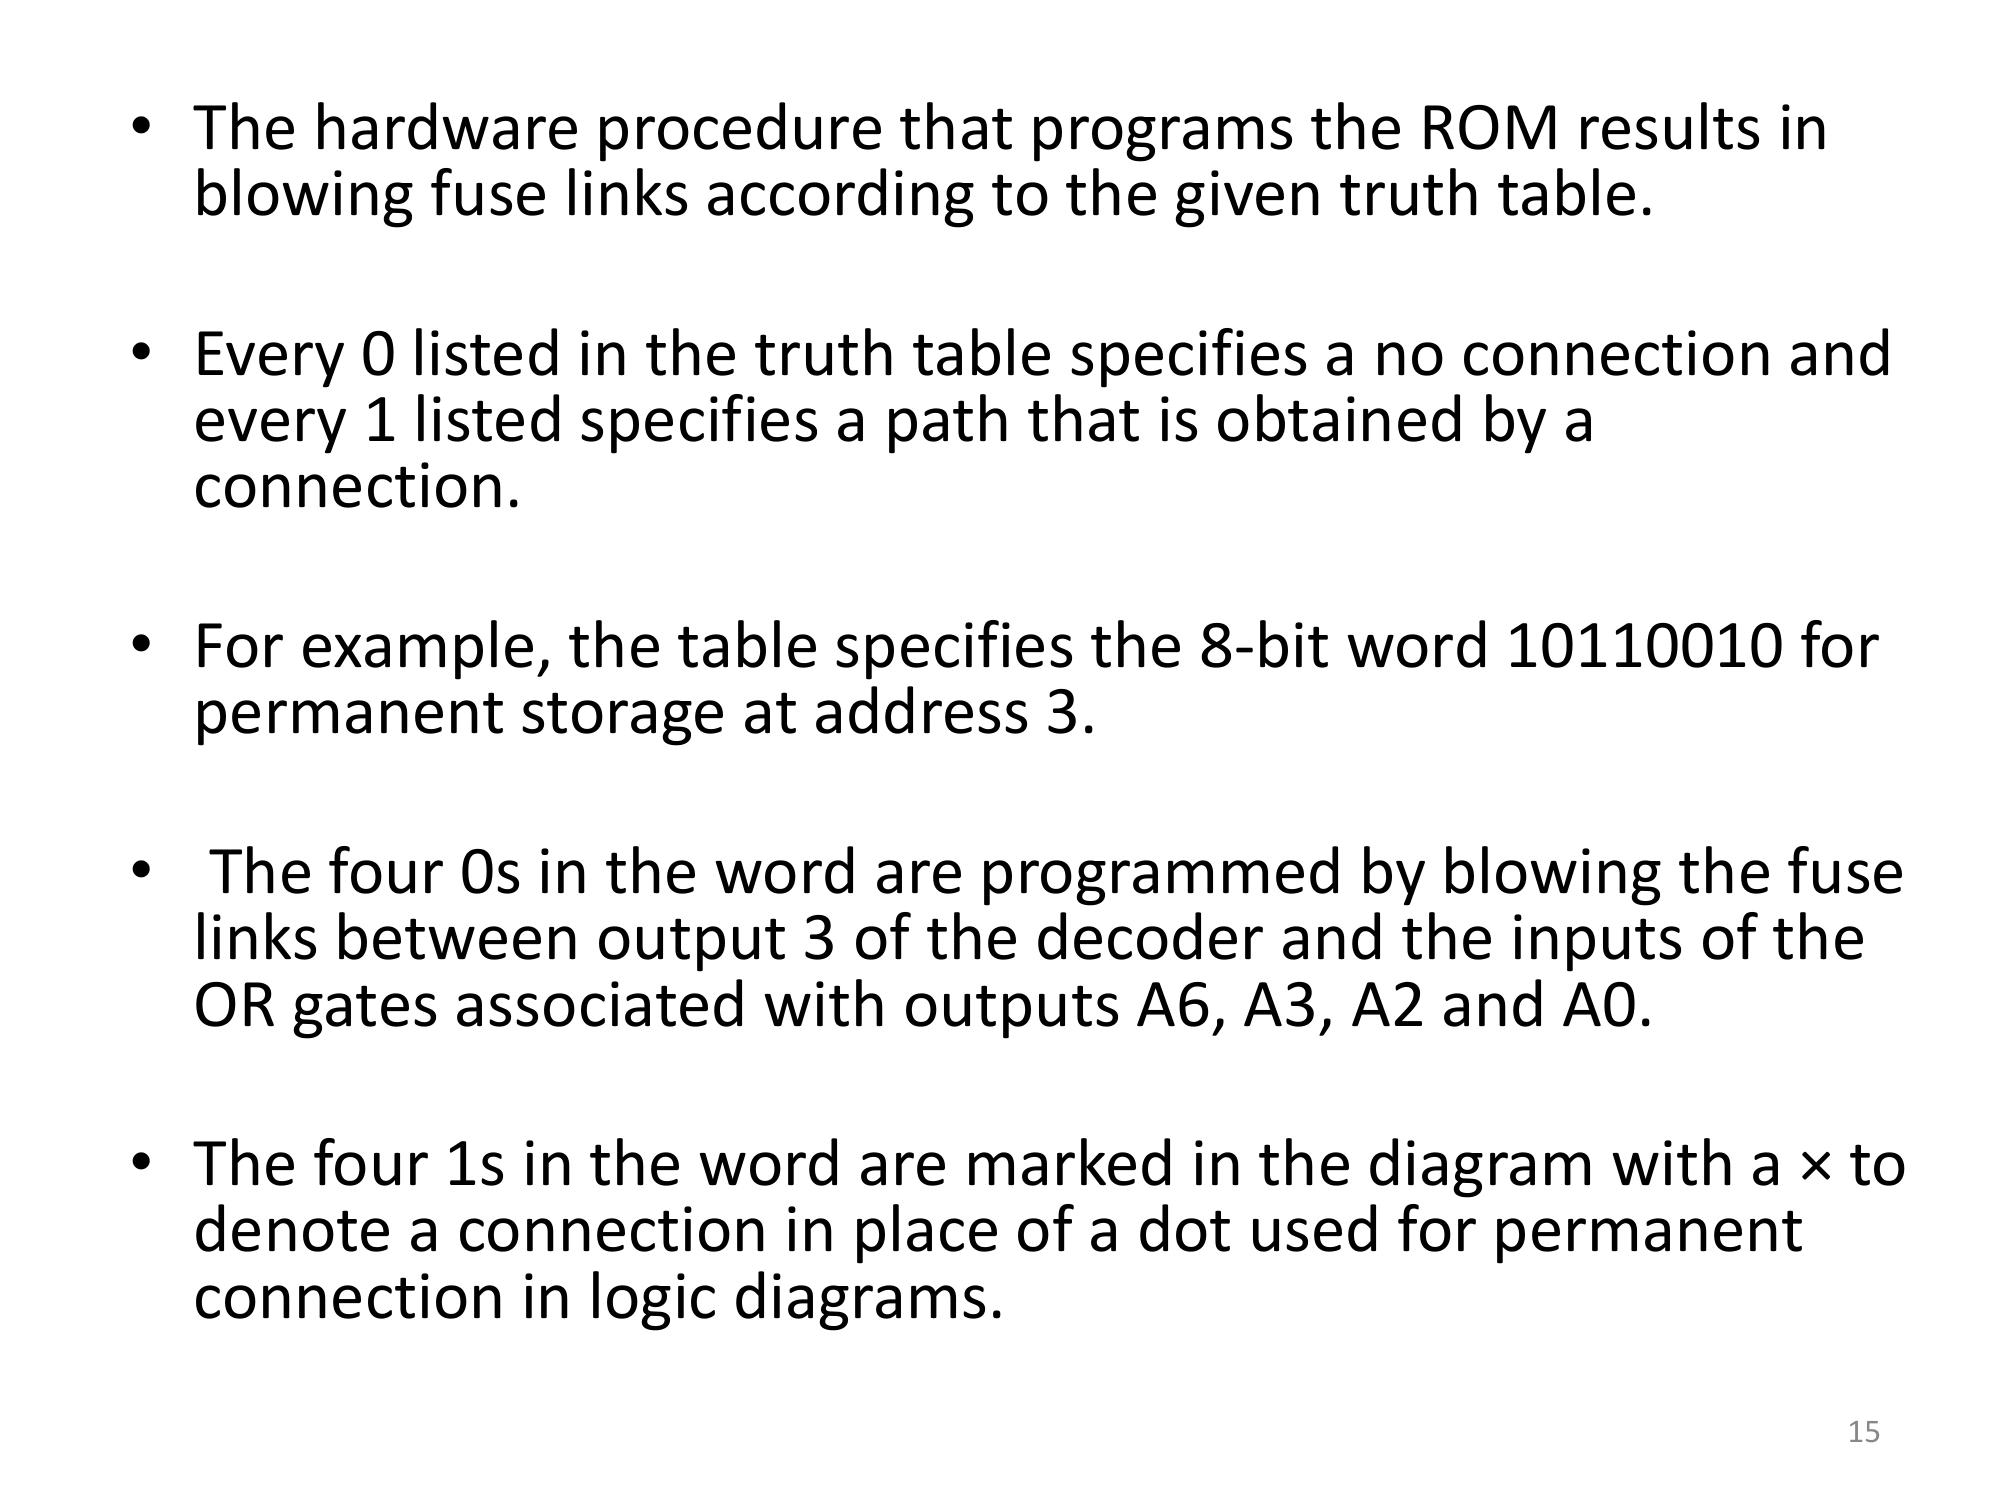 • The hardware procedure that programs the ROM results in
blowing fuse links according to the given truth table.
• Every 0 listed in the truth table specifies a no connection and
every 1 listed specifies a path that is obtained by a
connection.
• For example, the table specifies the 8-bit word 10110010 for
permanent storage at address 3.
• The four 0s in the word are programmed by blowing the fuse
links between output 3 of the decoder and the inputs of the
OR gates associated with outputs A6, A3, A2 and A0.
• The four 1s in the word are marked in the diagram with a × to
denote a connection in place of a dot used for permanent
connection in logic diagrams.
15